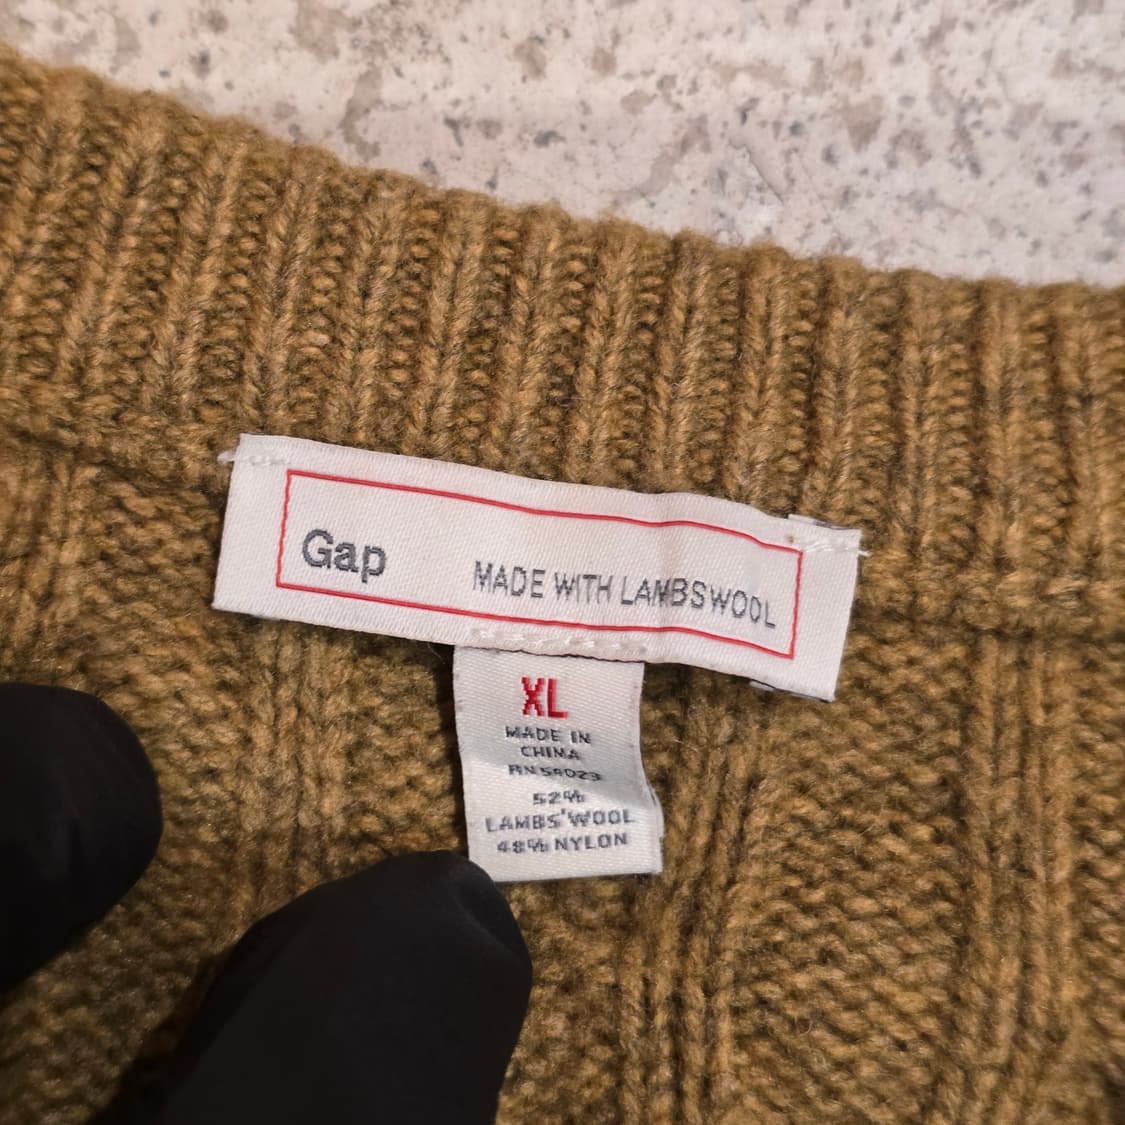 Gap MADE WITH LAMBSWOOL
XL
MADE IN
CHINA
RN 54023
52%
LAMBS'WOOL
48% NYLON